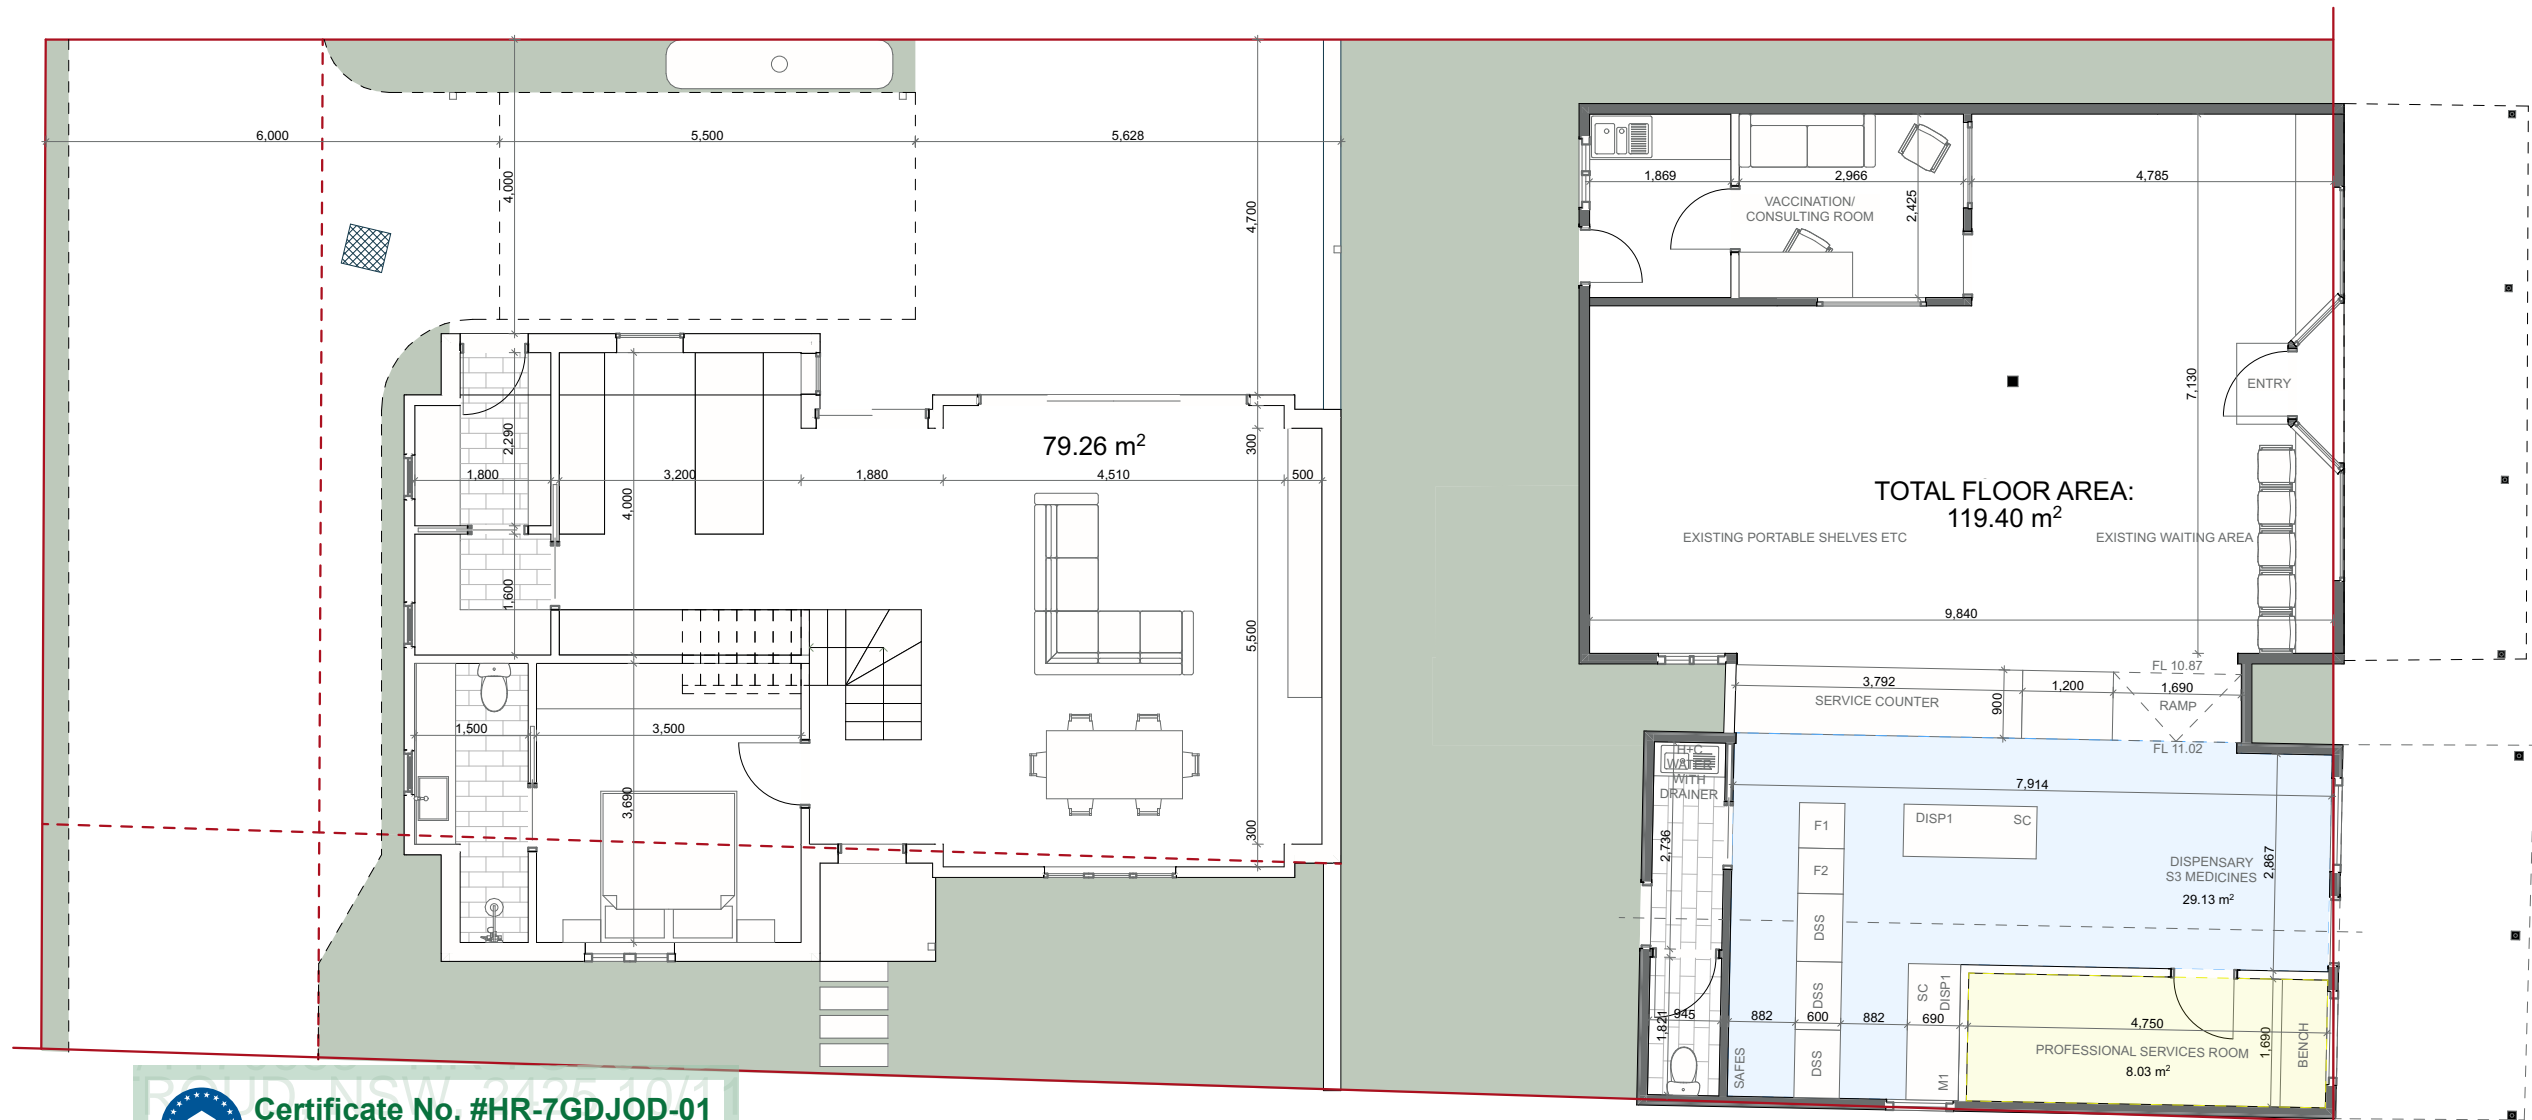 6,000
5,500
5,628
4,000
4,700
79.26 m²
2,290
300
1,800
3,200
1,880
4,510
500
4,000
1,600
5,500
1,500
3,500
3,690
300
1,869
2,966
4,785
VACCINATION/
CONSULTING ROOM
2,425
7,130
ENTRY
TOTAL FLOOR AREA:
119.40 m²
EXISTING PORTABLE SHELVES ETC
EXISTING WAITING AREA
9,840
FL 10.87
3,792
1,200
1,690
SERVICE COUNTER
900
RAMP
FL 11.02
H+C
WATER
WITH
DRAINER
7,914
F1
DISP1
SC
2,736
F2
DISPENSARY
S3 MEDICINES
2,867
29.13 m²
DSS
DSS
SC
DISP1
945
882
600
882
690
4,750
1,821
1,690
PROFESSIONAL SERVICES ROOM
8.03 m²
BENCH
SAFES
DSS
M1
ROUD, NSW, 2425 10/11
Certificate No. #HR-7GDJOD-01